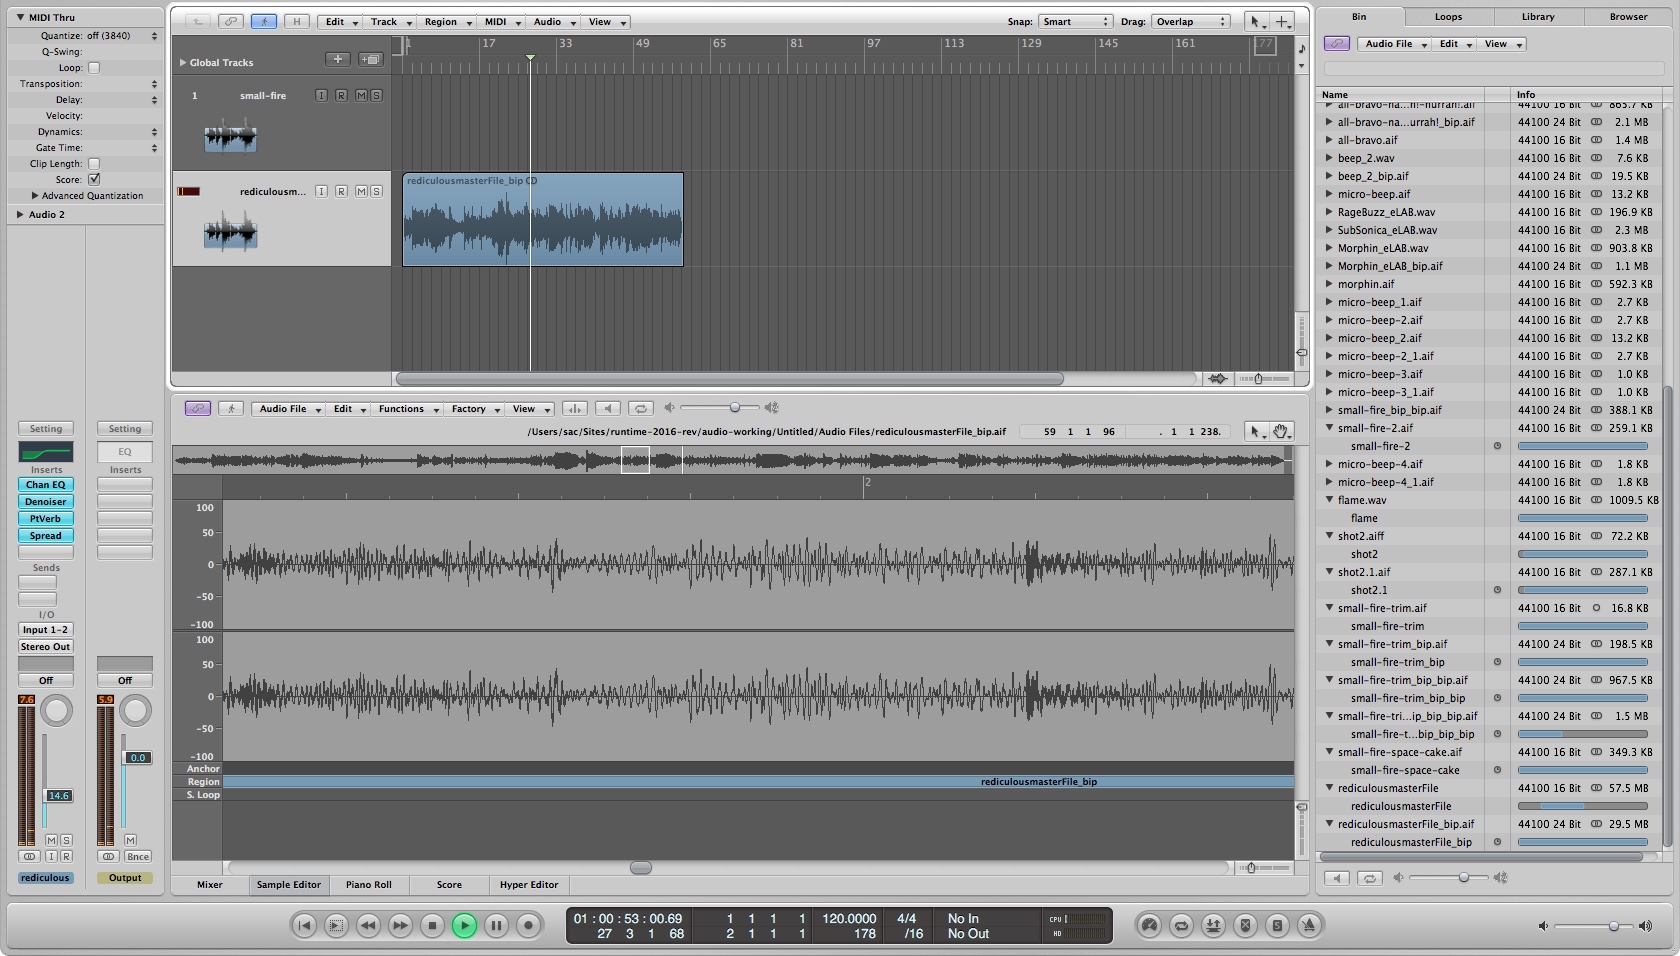 MIDI Thru
Quantize: off (3840)
Q-Swing:
Loop:
Transposition:
Delay:
Velocity:
Dynamics:
Gate Time:
Clip Length:
Score:
Advanced Quantization
Audio 2
Setting Setting
EQ
Inserts Inserts
Chan EQ
Denoiser
PtVerb
Spread
Sends
I/O
Input 1-2
Stereo Out
Off Off
7.6 5.9
0.0
14.6
M S M
I R Bnce
rediculous Output
H Edit Track Region MIDI Audio View Snap: Smart Drag: Overlap
1 17 33 49 65 81 97 113 129 145 161 177
Global Tracks
1 small-fire I R M S
rediculousm... I R M S
rediculousmasterFile_bip
Audio File Edit Functions Factory View
/Users/sac/Sites/runtime-2016-rev/audio-working/Untitled/Audio Files/rediculousmasterFile_bip.aif 59 1 1 96 . 1 1 238.
2
100
50
0
-50
-100
100
50
0
-50
-100
Anchor
Region rediculousmasterFile_bip
S. Loop
Mixer Sample Editor Piano Roll Score Hyper Editor
Bin Loops Library Browser
Audio File Edit View
Name Info
all-bravo-na...n!-hurrah!.aif 44100 16 Bit 865.7 KB
all-bravo-na...urrah!_bip.aif 44100 24 Bit 2.1 MB
all-bravo.aif 44100 16 Bit 1.4 MB
beep_2.wav 44100 16 Bit 7.6 KB
beep_2_bip.aif 44100 24 Bit 19.5 KB
micro-beep.aif 44100 16 Bit 13.2 KB
RageBuzz_eLAB.wav 44100 16 Bit 196.9 KB
SubSonica_eLAB.wav 44100 16 Bit 2.3 MB
Morphin_eLAB.wav 44100 16 Bit 903.8 KB
Morphin_eLAB_bip.aif 44100 24 Bit 1.1 MB
morphin.aif 44100 16 Bit 592.3 KB
micro-beep_1.aif 44100 16 Bit 2.7 KB
micro-beep-2.aif 44100 16 Bit 2.7 KB
micro-beep_2.aif 44100 16 Bit 13.2 KB
micro-beep-2_1.aif 44100 16 Bit 2.7 KB
micro-beep-3.aif 44100 16 Bit 1.0 KB
micro-beep-3_1.aif 44100 16 Bit 1.0 KB
small-fire_bip_bip.aif 44100 24 Bit 388.1 KB
small-fire-2.aif 44100 24 Bit 259.1 KB
small-fire-2
micro-beep-4.aif 44100 16 Bit 1.8 KB
micro-beep-4_1.aif 44100 16 Bit 1.8 KB
flame.wav 44100 16 Bit 1009.5 KB
flame
shot2.aiff 44100 16 Bit 72.2 KB
shot2
shot2.1.aif 44100 16 Bit 287.1 KB
shot2.1
small-fire-trim.aif 44100 16 Bit 16.8 KB
small-fire-trim
small-fire-trim_bip.aif 44100 24 Bit 198.5 KB
small-fire-trim_bip
small-fire-trim_bip_bip.aif 44100 24 Bit 967.5 KB
small-fire-trim_bip_bip
small-fire-tri...ip_bip_bip.aif 44100 24 Bit 1.5 MB
small-fire-t...bip_bip_bip
small-fire-space-cake.aif 44100 24 Bit 349.3 KB
small-fire-space-cake
rediculousmasterFile 44100 16 Bit 57.5 MB
rediculousmasterFile
rediculousmasterFile_bip.aif 44100 24 Bit 29.5 MB
rediculousmasterFile_bip
01 : 00 : 53 : 00.69 1 1 1 1 120.0000 4/4 No In CPU
27 3 1 68 2 1 1 1 178 /16 No Out HD